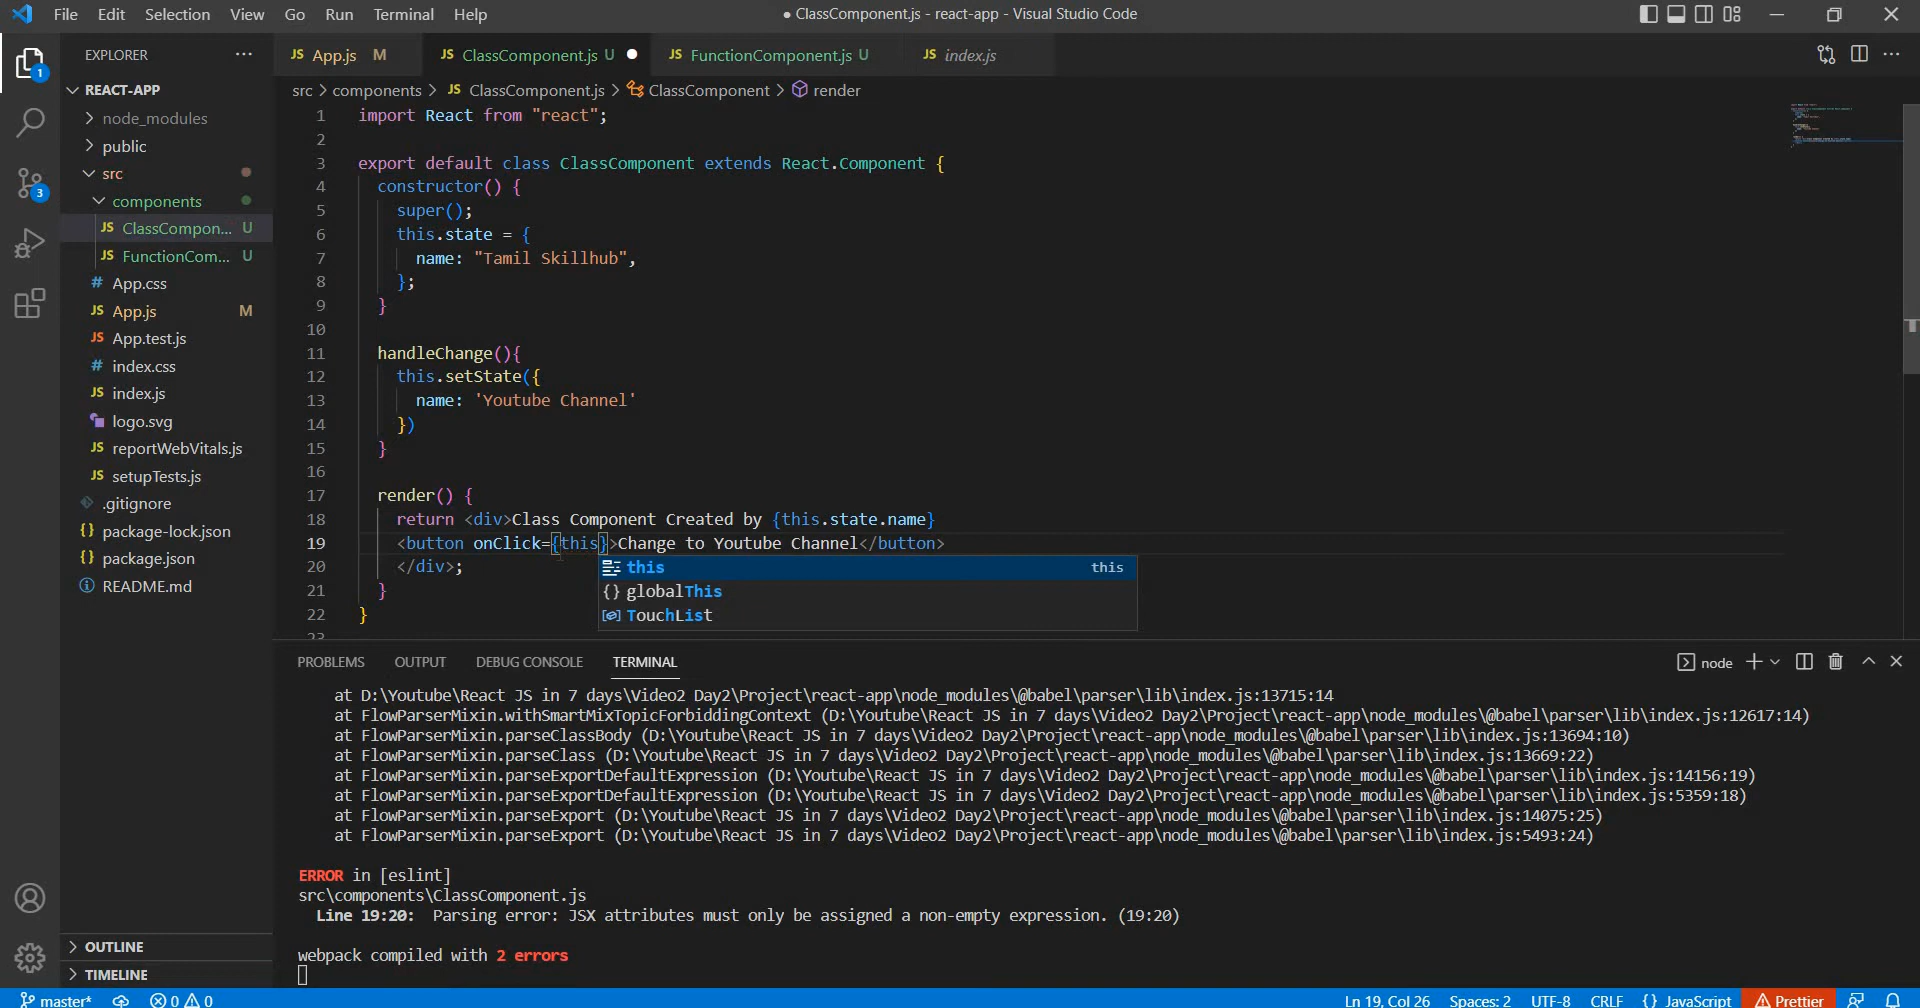 File Edit Selection View Go Run Terminal Help
● ClassComponent.js - react-app - Visual Studio Code
EXPLORER
REACT-APP
node_modules
public
src
components
JS ClassCompon... U
JS FunctionCom... U
# App.css
JS App.js M
JS App.test.js
# index.css
JS index.js
logo.svg
JS reportWebVitals.js
JS setupTests.js
.gitignore
{} package-lock.json
{} package.json
README.md
OUTLINE
TIMELINE
1
3
JS App.js M
JS ClassComponent.js U ●
JS FunctionComponent.js U
JS index.js
src > components > JS ClassComponent.js > ClassComponent > render
1 import React from "react";
2
3 export default class ClassComponent extends React.Component {
4 constructor() {
5 super();
6 this.state = {
7 name: "Tamil Skillhub",
8 };
9 }
10
11 handleChange(){
12 this.setState({
13 name: 'Youtube Channel'
14 })
15 }
16
17 render() {
18 return <div>Class Component Created by {this.state.name}
19 <button onClick={this}>Change to Youtube Channel</button>
20 </div>;
21 }
22 }
23
this this
globalThis
TouchList
PROBLEMS OUTPUT DEBUG CONSOLE TERMINAL
node
at D:\Youtube\React JS in 7 days\Video2 Day2\Project\react-app\node_modules\@babel\parser\lib\index.js:13715:14
at FlowParserMixin.withSmartMixTopicForbiddingContext (D:\Youtube\React JS in 7 days\Video2 Day2\Project\react-app\node_modules\@babel\parser\lib\index.js:12617:14)
at FlowParserMixin.parseClassBody (D:\Youtube\React JS in 7 days\Video2 Day2\Project\react-app\node_modules\@babel\parser\lib\index.js:13694:10)
at FlowParserMixin.parseClass (D:\Youtube\React JS in 7 days\Video2 Day2\Project\react-app\node_modules\@babel\parser\lib\index.js:13669:22)
at FlowParserMixin.parseExportDefaultExpression (D:\Youtube\React JS in 7 days\Video2 Day2\Project\react-app\node_modules\@babel\parser\lib\index.js:14156:19)
at FlowParserMixin.parseExportDefaultExpression (D:\Youtube\React JS in 7 days\Video2 Day2\Project\react-app\node_modules\@babel\parser\lib\index.js:5359:18)
at FlowParserMixin.parseExport (D:\Youtube\React JS in 7 days\Video2 Day2\Project\react-app\node_modules\@babel\parser\lib\index.js:14075:25)
at FlowParserMixin.parseExport (D:\Youtube\React JS in 7 days\Video2 Day2\Project\react-app\node_modules\@babel\parser\lib\index.js:5493:24)
ERROR in [eslint]
src\components\ClassComponent.js
Line 19:20: Parsing error: JSX attributes must only be assigned a non-empty expression. (19:20)
webpack compiled with 2 errors
master* 0 0
Ln 19, Col 26 Spaces: 2 UTF-8 CRLF {} JavaScript Prettier